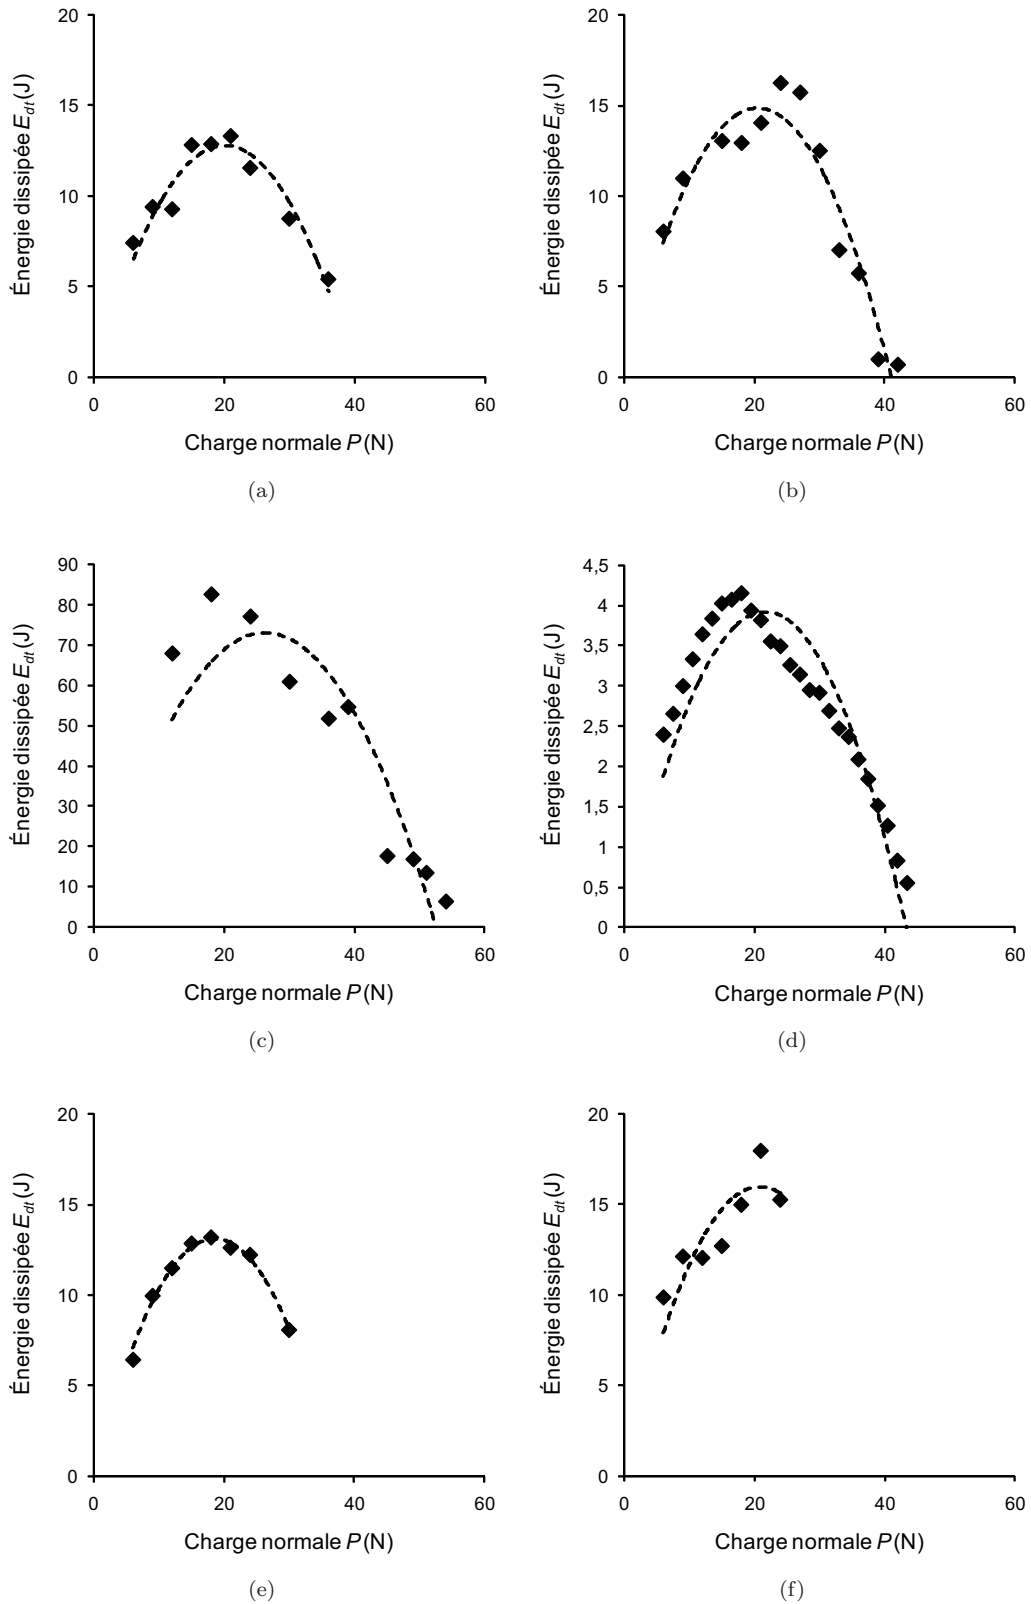 20
15
10
5
0
0 20 40 60
Énergie dissipée E_dt (J)
Charge normale P (N)
(a)
20
15
10
5
0
0 20 40 60
Énergie dissipée E_dt (J)
Charge normale P (N)
(b)
90
80
70
60
50
40
30
20
10
0
0 20 40 60
Énergie dissipée E_dt (J)
Charge normale P (N)
(c)
4,5
4
3,5
3
2,5
2
1,5
1
0,5
0
0 20 40 60
Énergie dissipée E_dt (J)
Charge normale P (N)
(d)
20
15
10
5
0
0 20 40 60
Énergie dissipée E_dt (J)
Charge normale P (N)
(e)
20
15
10
5
0
0 20 40 60
Énergie dissipée E_dt (J)
Charge normale P (N)
(f)